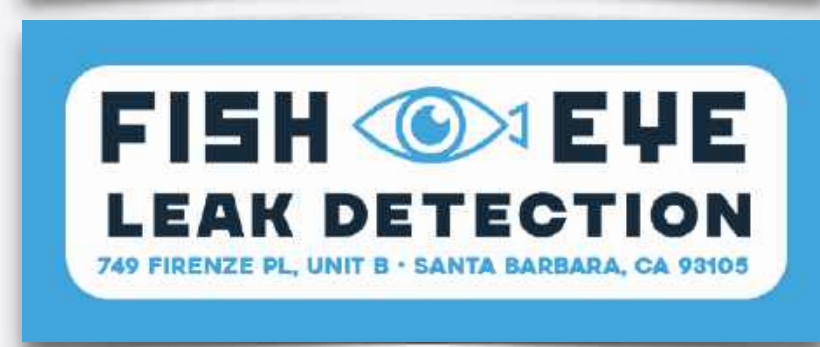 FISH EYE
LEAK DETECTION
749 FIRENZE PL, UNIT B • SANTA BARBARA, CA 93105